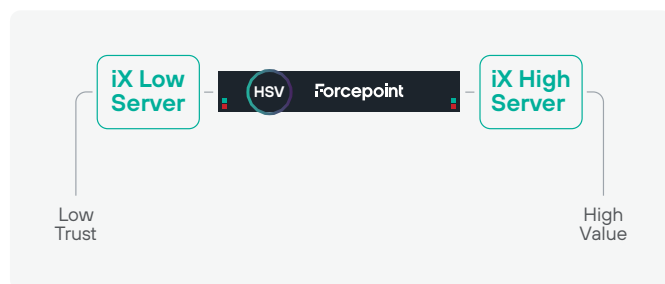 iX Low
Server
HSV
Forcepoint
iX High
Server
Low
Trust
High
Value